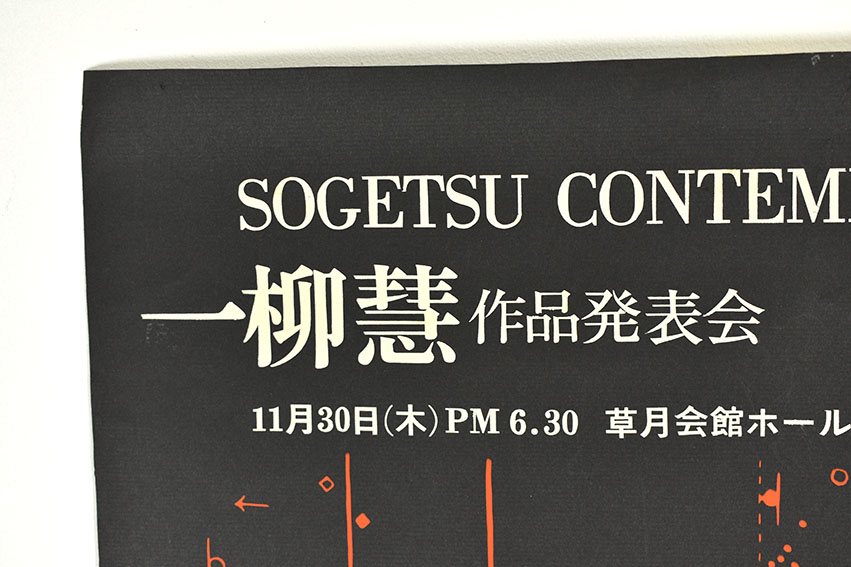 SOGETSU CONTEM
一柳慧 作品発表会
11月30日(木)PM 6.30 草月会館ホール